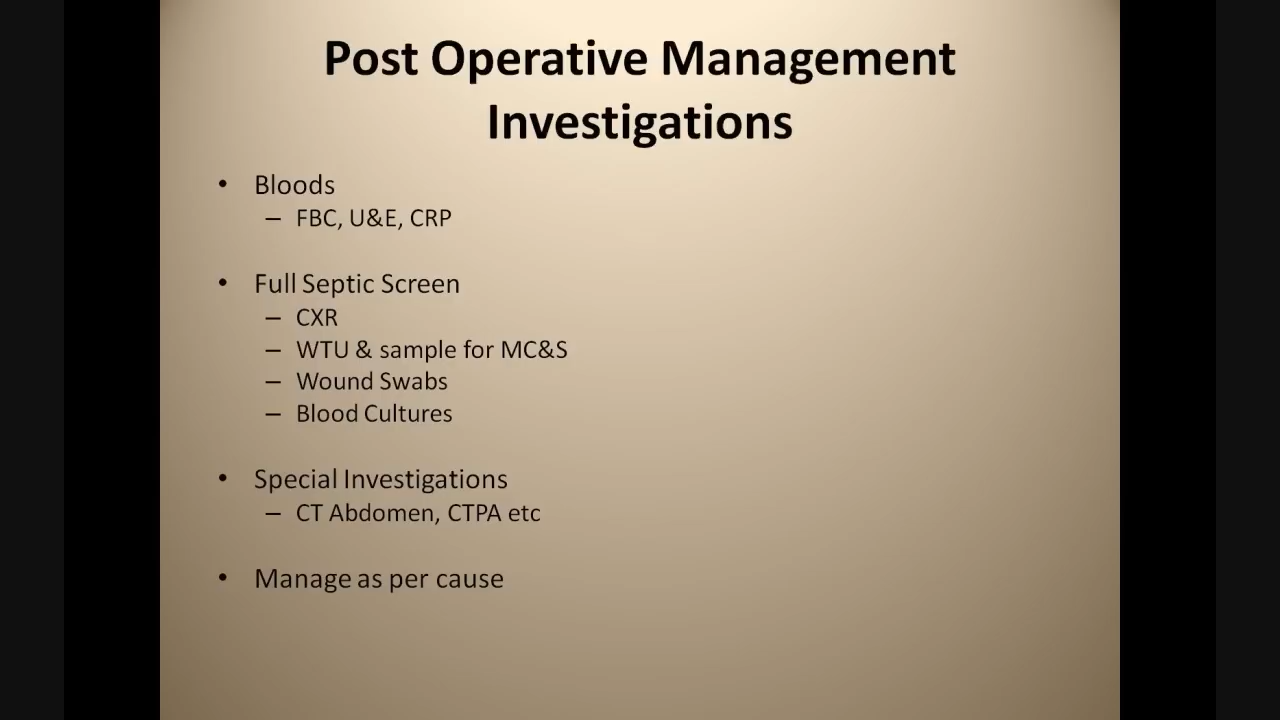 Post Operative Management
Investigations
• Bloods
– FBC, U&E, CRP
• Full Septic Screen
– CXR
– WTU & sample for MC&S
– Wound Swabs
– Blood Cultures
• Special Investigations
– CT Abdomen, CTPA etc
• Manage as per cause